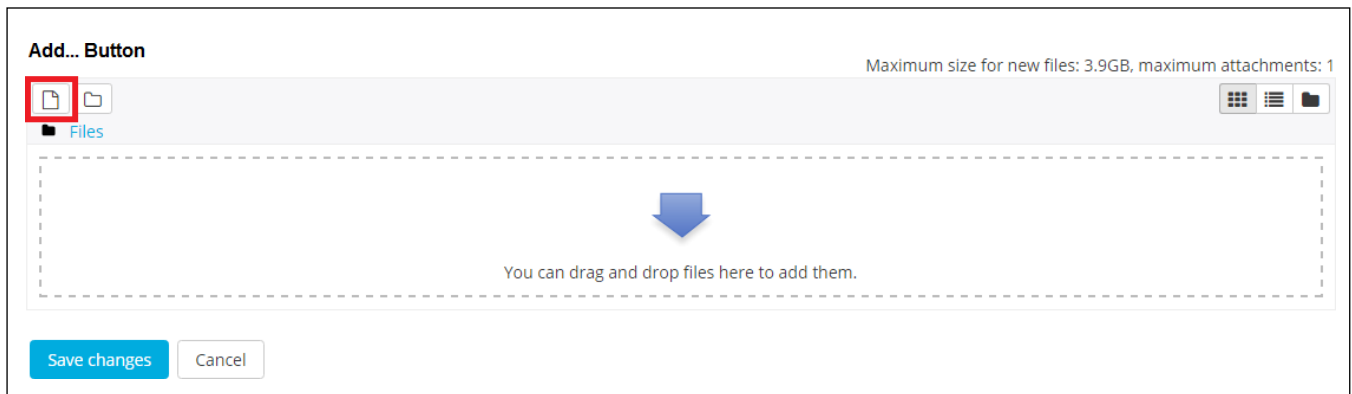 Add... Button
Maximum size for new files: 3.9GB, maximum attachments: 1
Files
You can drag and drop files here to add them.
Save changes
Cancel